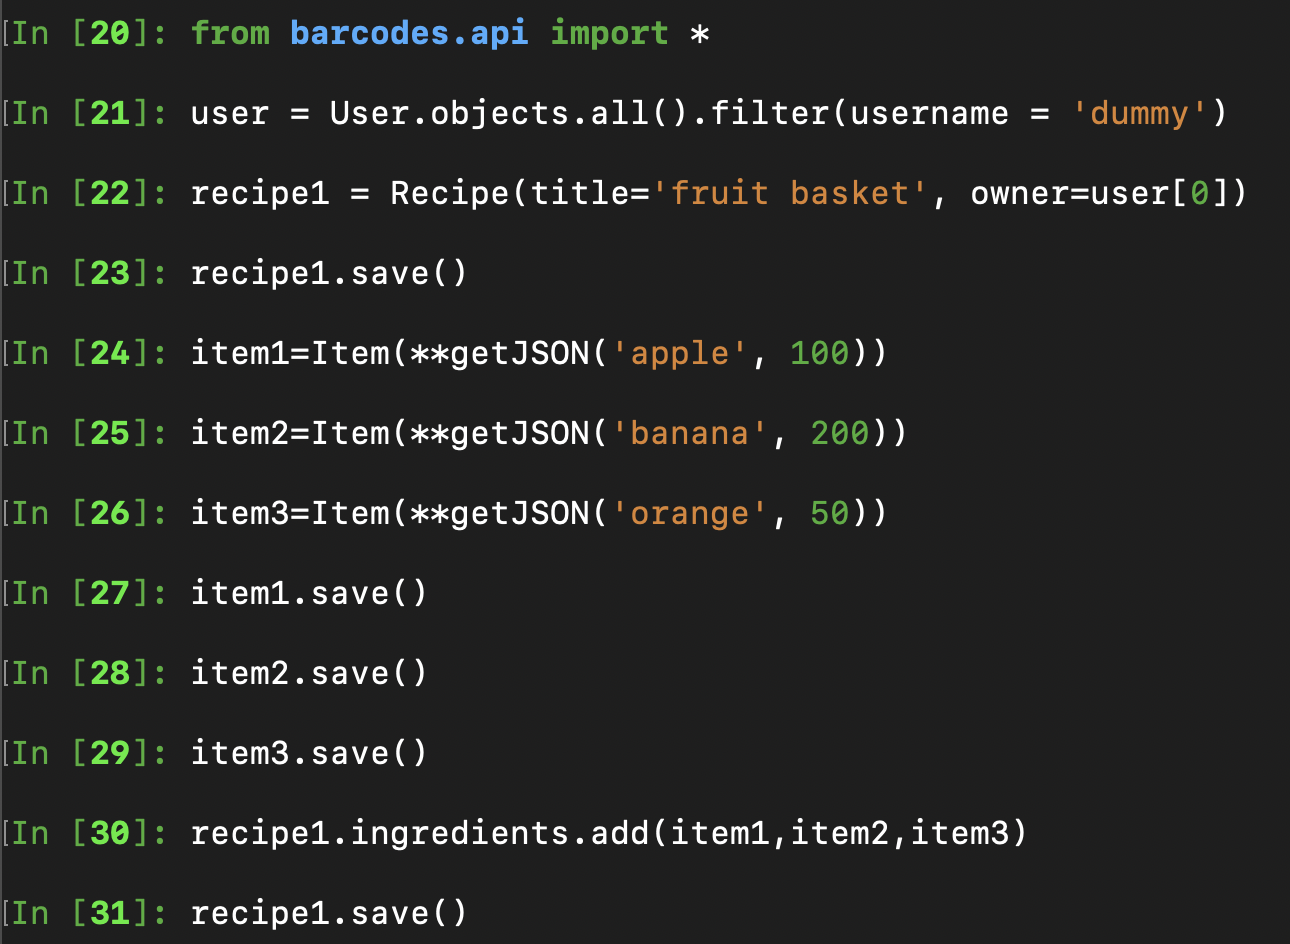 [In [20]: from barcodes.api import *
[In [21]: user = User.objects.all().filter(username = 'dummy')
[In [22]: recipe1 = Recipe(title='fruit basket', owner=user[0])
[In [23]: recipe1.save()
[In [24]: item1=Item(**getJSON('apple', 100))
[In [25]: item2=Item(**getJSON('banana', 200))
[In [26]: item3=Item(**getJSON('orange', 50))
[In [27]: item1.save()
[In [28]: item2.save()
[In [29]: item3.save()
[In [30]: recipe1.ingredients.add(item1,item2,item3)
[In [31]: recipe1.save()